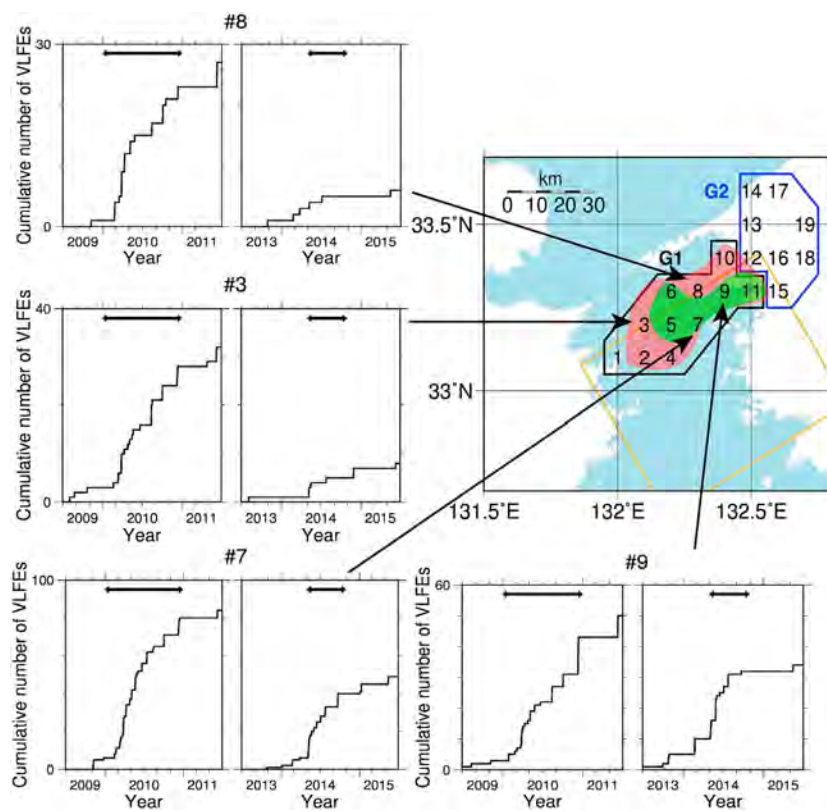 #8
Cumulative number of VLFEs
30
0
2009 2010 2011
Year
2013 2014 2015
Year
#3
Cumulative number of VLFEs
40
0
2009 2010 2011
Year
2013 2014 2015
Year
#7
Cumulative number of VLFEs
100
0
2009 2010 2011
Year
2013 2014 2015
Year
#9
Cumulative number of VLFEs
60
0
2009 2010 2011
Year
2013 2014 2015
Year
km
0 10 20 30
G2
14 17
33.5˚N
13 19
G1
10 12 16 18
6 8 9 11 15
3 5 7
1 2 4
33˚N
131.5˚E 132˚E 132.5˚E